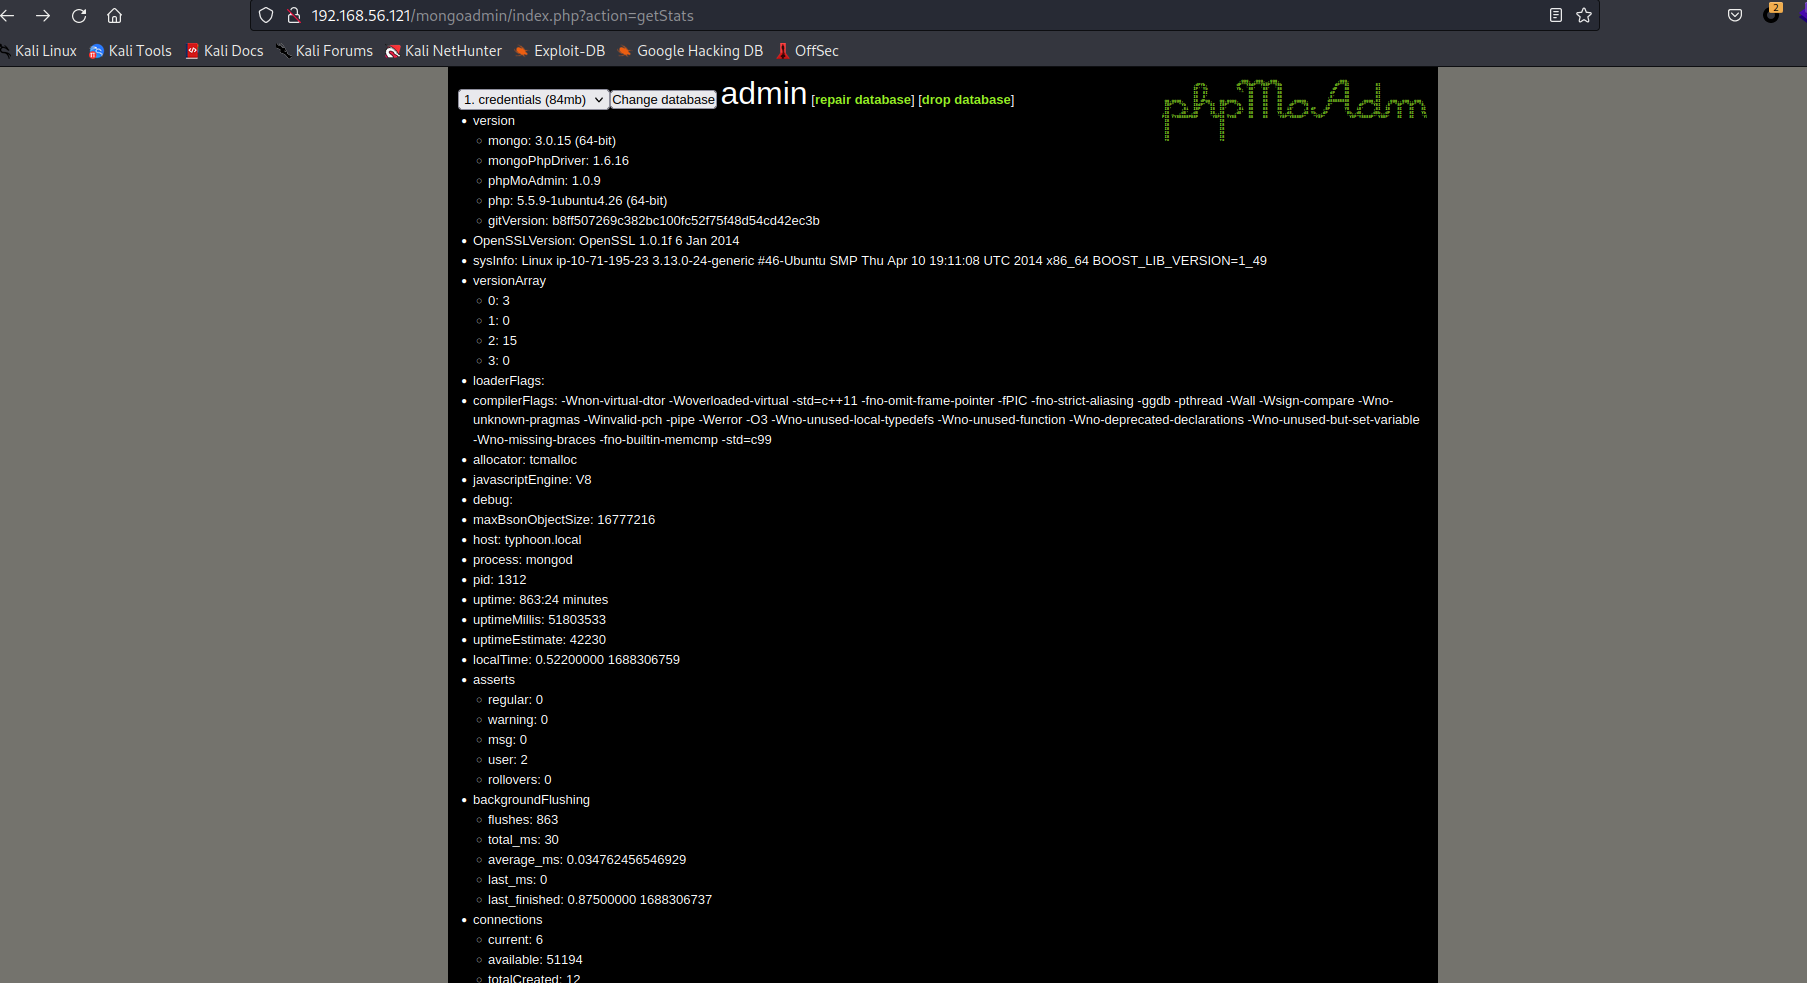 192.168.56.121/mongoadmin/index.php?action=getStats
2
Kali Linux Kali Tools Kali Docs Kali Forums Kali NetHunter Exploit-DB Google Hacking DB OffSec
1. credentials (84mb) Change database admin [repair database] [drop database]
phpMoAdm
version
mongo: 3.0.15 (64-bit)
mongoPhpDriver: 1.6.16
phpMoAdmin: 1.0.9
php: 5.5.9-1ubuntu4.26 (64-bit)
gitVersion: b8ff507269c382bc100fc52f75f48d54cd42ec3b
OpenSSLVersion: OpenSSL 1.0.1f 6 Jan 2014
sysInfo: Linux ip-10-71-195-23 3.13.0-24-generic #46-Ubuntu SMP Thu Apr 10 19:11:08 UTC 2014 x86_64 BOOST_LIB_VERSION=1_49
versionArray
0: 3
1: 0
2: 15
3: 0
loaderFlags:
compilerFlags: -Wnon-virtual-dtor -Woverloaded-virtual -std=c++11 -fno-omit-frame-pointer -fPIC -fno-strict-aliasing -ggdb -pthread -Wall -Wsign-compare -Wno-
unknown-pragmas -Winvalid-pch -pipe -Werror -O3 -Wno-unused-local-typedefs -Wno-unused-function -Wno-deprecated-declarations -Wno-unused-but-set-variable
-Wno-missing-braces -fno-builtin-memcmp -std=c99
allocator: tcmalloc
javascriptEngine: V8
debug:
maxBsonObjectSize: 16777216
host: typhoon.local
process: mongod
pid: 1312
uptime: 863:24 minutes
uptimeMillis: 51803533
uptimeEstimate: 42230
localTime: 0.52200000 1688306759
asserts
regular: 0
warning: 0
msg: 0
user: 2
rollovers: 0
backgroundFlushing
flushes: 863
total_ms: 30
average_ms: 0.034762456546929
last_ms: 0
last_finished: 0.87500000 1688306737
connections
current: 6
available: 51194
totalCreated: 12